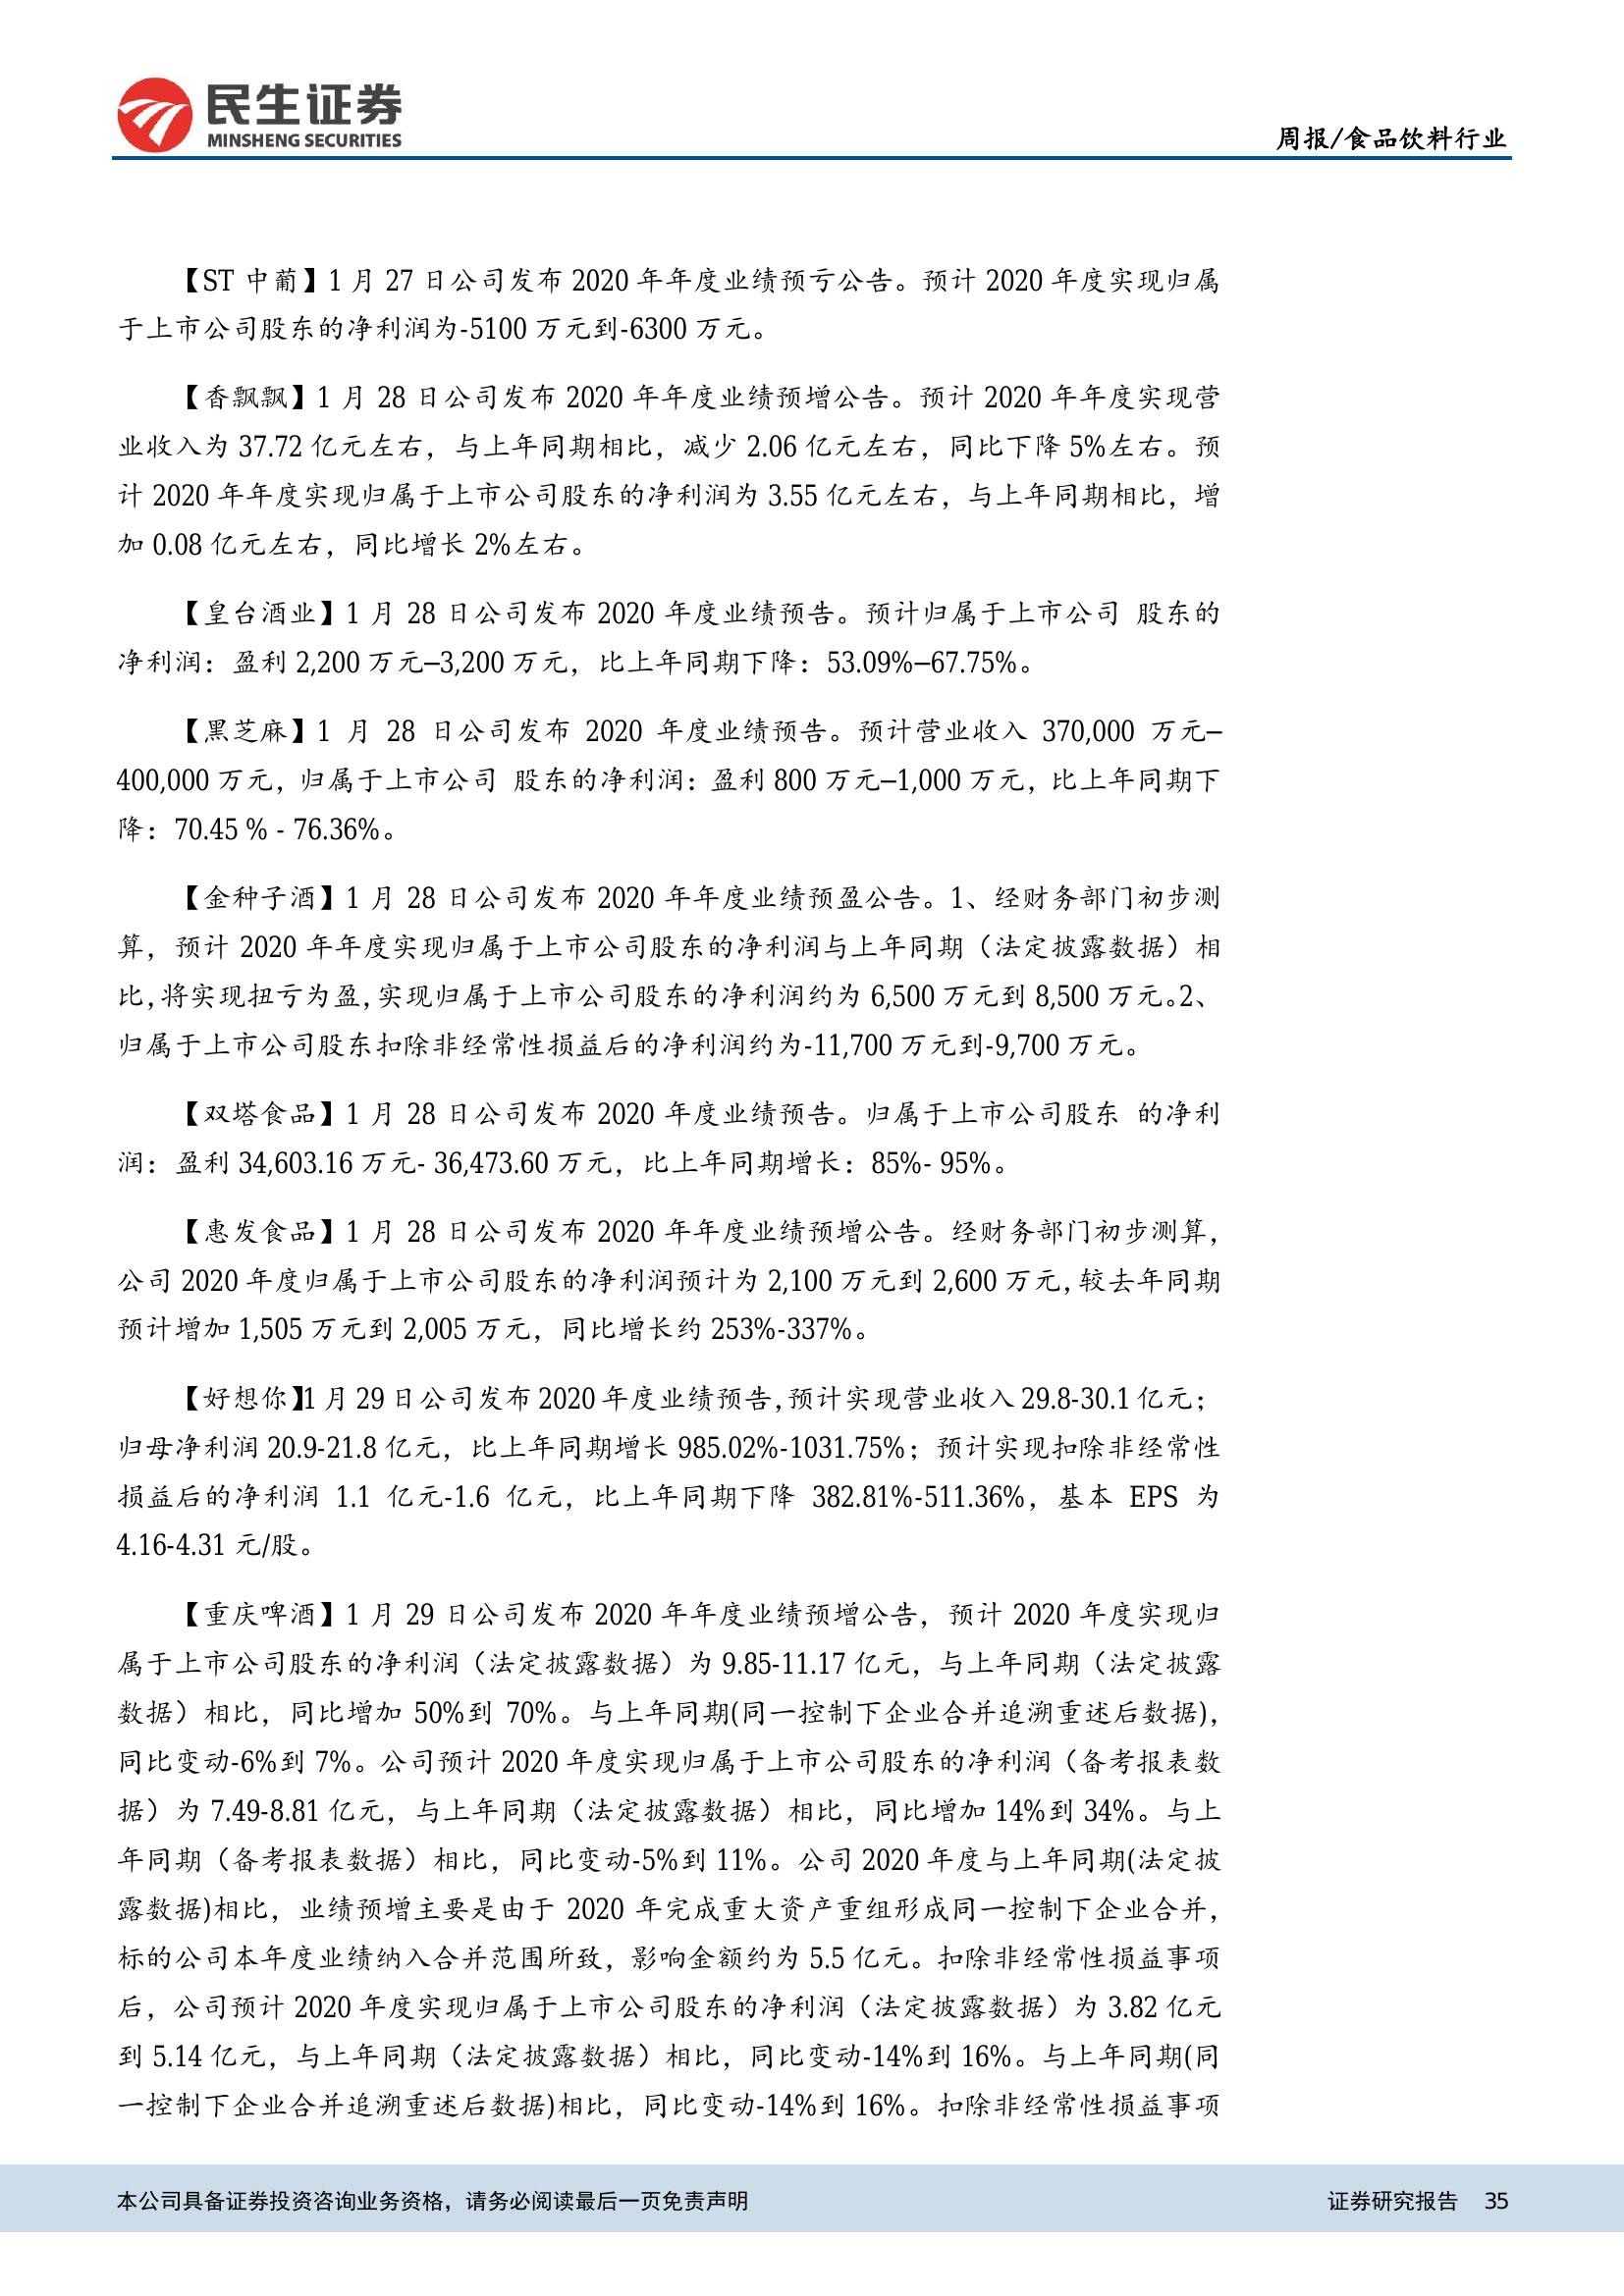 民生证券
MINSHENG SECURITIES
周报/食品饮料行业
【ST 中葡】1 月 27 日公司发布 2020 年年度业绩预亏公告。预计 2020 年度实现归属
于上市公司股东的净利润为-5100 万元到-6300 万元。
【香飘飘】1 月 28 日公司发布 2020 年年度业绩预增公告。预计 2020 年年度实现营
业收入为 37.72 亿元左右，与上年同期相比，减少 2.06 亿元左右，同比下降 5%左右。预
计 2020 年年度实现归属于上市公司股东的净利润为 3.55 亿元左右，与上年同期相比，增
加 0.08 亿元左右，同比增长 2%左右。
【皇台酒业】1 月 28 日公司发布 2020 年度业绩预告。预计归属于上市公司 股东的
净利润：盈利 2,200 万元–3,200 万元，比上年同期下降：53.09%–67.75%。
【黑芝麻】1 月 28 日公司发布 2020 年度业绩预告。预计营业收入 370,000 万元–
400,000 万元，归属于上市公司 股东的净利润：盈利 800 万元–1,000 万元，比上年同期下
降：70.45 % - 76.36%。
【金种子酒】1 月 28 日公司发布 2020 年年度业绩预盈公告。1、经财务部门初步测
算，预计 2020 年年度实现归属于上市公司股东的净利润与上年同期（法定披露数据）相
比，将实现扭亏为盈，实现归属于上市公司股东的净利润约为 6,500 万元到 8,500 万元。2、
归属于上市公司股东扣除非经常性损益后的净利润约为-11,700 万元到-9,700 万元。
【双塔食品】1 月 28 日公司发布 2020 年度业绩预告。归属于上市公司股东 的净利
润：盈利 34,603.16 万元- 36,473.60 万元，比上年同期增长：85%- 95%。
【惠发食品】1 月 28 日公司发布 2020 年年度业绩预增公告。经财务部门初步测算，
公司 2020 年度归属于上市公司股东的净利润预计为 2,100 万元到 2,600 万元，较去年同期
预计增加 1,505 万元到 2,005 万元，同比增长约 253%-337%。
【好想你】1 月 29 日公司发布 2020 年度业绩预告，预计实现营业收入 29.8-30.1 亿元；
归母净利润 20.9-21.8 亿元，比上年同期增长 985.02%-1031.75%；预计实现扣除非经常性
损益后的净利润 1.1 亿元-1.6 亿元，比上年同期下降 382.81%-511.36%，基本 EPS 为
4.16-4.31 元/股。
【重庆啤酒】1 月 29 日公司发布 2020 年年度业绩预增公告，预计 2020 年度实现归
属于上市公司股东的净利润（法定披露数据）为 9.85-11.17 亿元，与上年同期（法定披露
数据）相比，同比增加 50%到 70%。与上年同期(同一控制下企业合并追溯重述后数据)，
同比变动-6%到 7%。公司预计 2020 年度实现归属于上市公司股东的净利润（备考报表数
据）为 7.49-8.81 亿元，与上年同期（法定披露数据）相比，同比增加 14%到 34%。与上
年同期（备考报表数据）相比，同比变动-5%到 11%。公司 2020 年度与上年同期(法定披
露数据)相比，业绩预增主要是由于 2020 年完成重大资产重组形成同一控制下企业合并，
标的公司本年度业绩纳入合并范围所致，影响金额约为 5.5 亿元。扣除非经常性损益事项
后，公司预计 2020 年度实现归属于上市公司股东的净利润（法定披露数据）为 3.82 亿元
到 5.14 亿元，与上年同期（法定披露数据）相比，同比变动-14%到 16%。与上年同期(同
一控制下企业合并追溯重述后数据)相比，同比变动-14%到 16%。扣除非经常性损益事项
本公司具备证券投资咨询业务资格，请务必阅读最后一页免责声明
证券研究报告 35